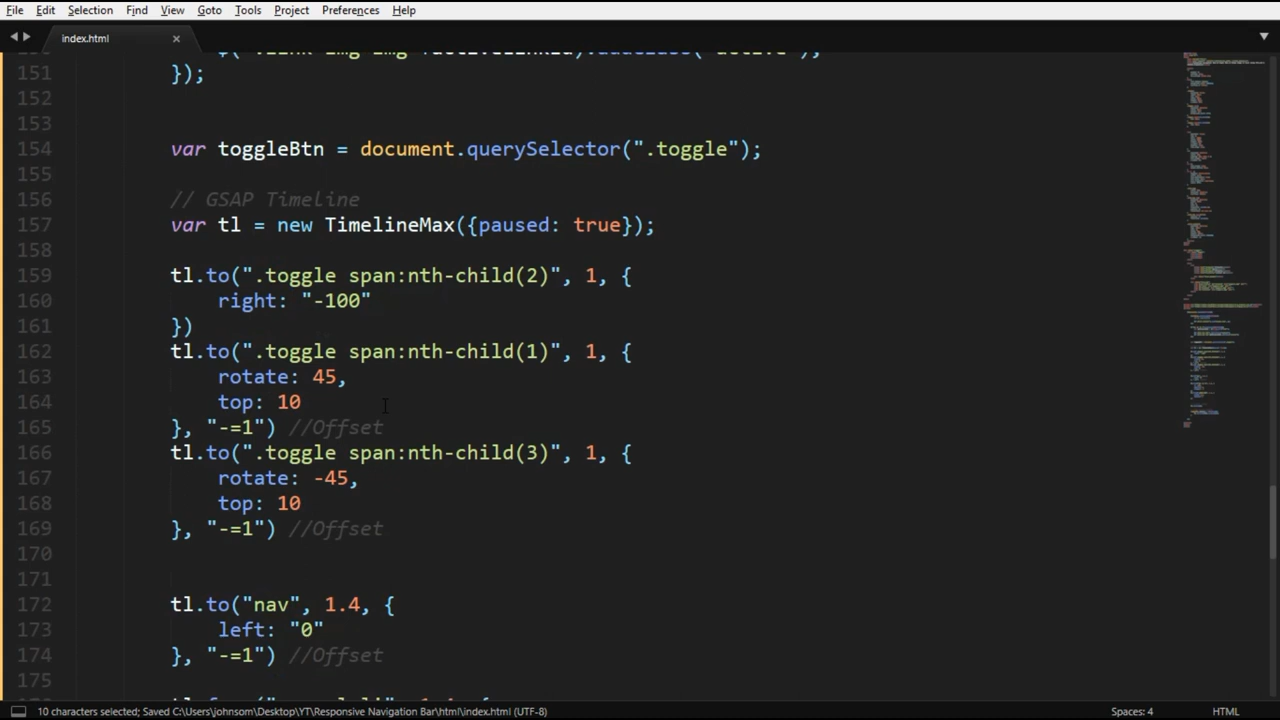 File Edit Selection Find View Goto Tools Project Preferences Help
index.html
151 });
152
153
154 var toggleBtn = document.querySelector(".toggle");
155
156 // GSAP Timeline
157 var tl = new TimelineMax({paused: true});
158
159 tl.to(".toggle span:nth-child(2)", 1, {
160 right: "-100"
161 })
162 tl.to(".toggle span:nth-child(1)", 1, {
163 rotate: 45,
164 top: 10
165 }, "-=1") //Offset
166 tl.to(".toggle span:nth-child(3)", 1, {
167 rotate: -45,
168 top: 10
169 }, "-=1") //Offset
170
171
172 tl.to("nav", 1.4, {
173 left: "0"
174 }, "-=1") //Offset
175
10 characters selected; Saved C:\Users\johnsom\Desktop\YT\Responsive Navigation Bar\html\index.html (UTF-8) Spaces: 4 HTML